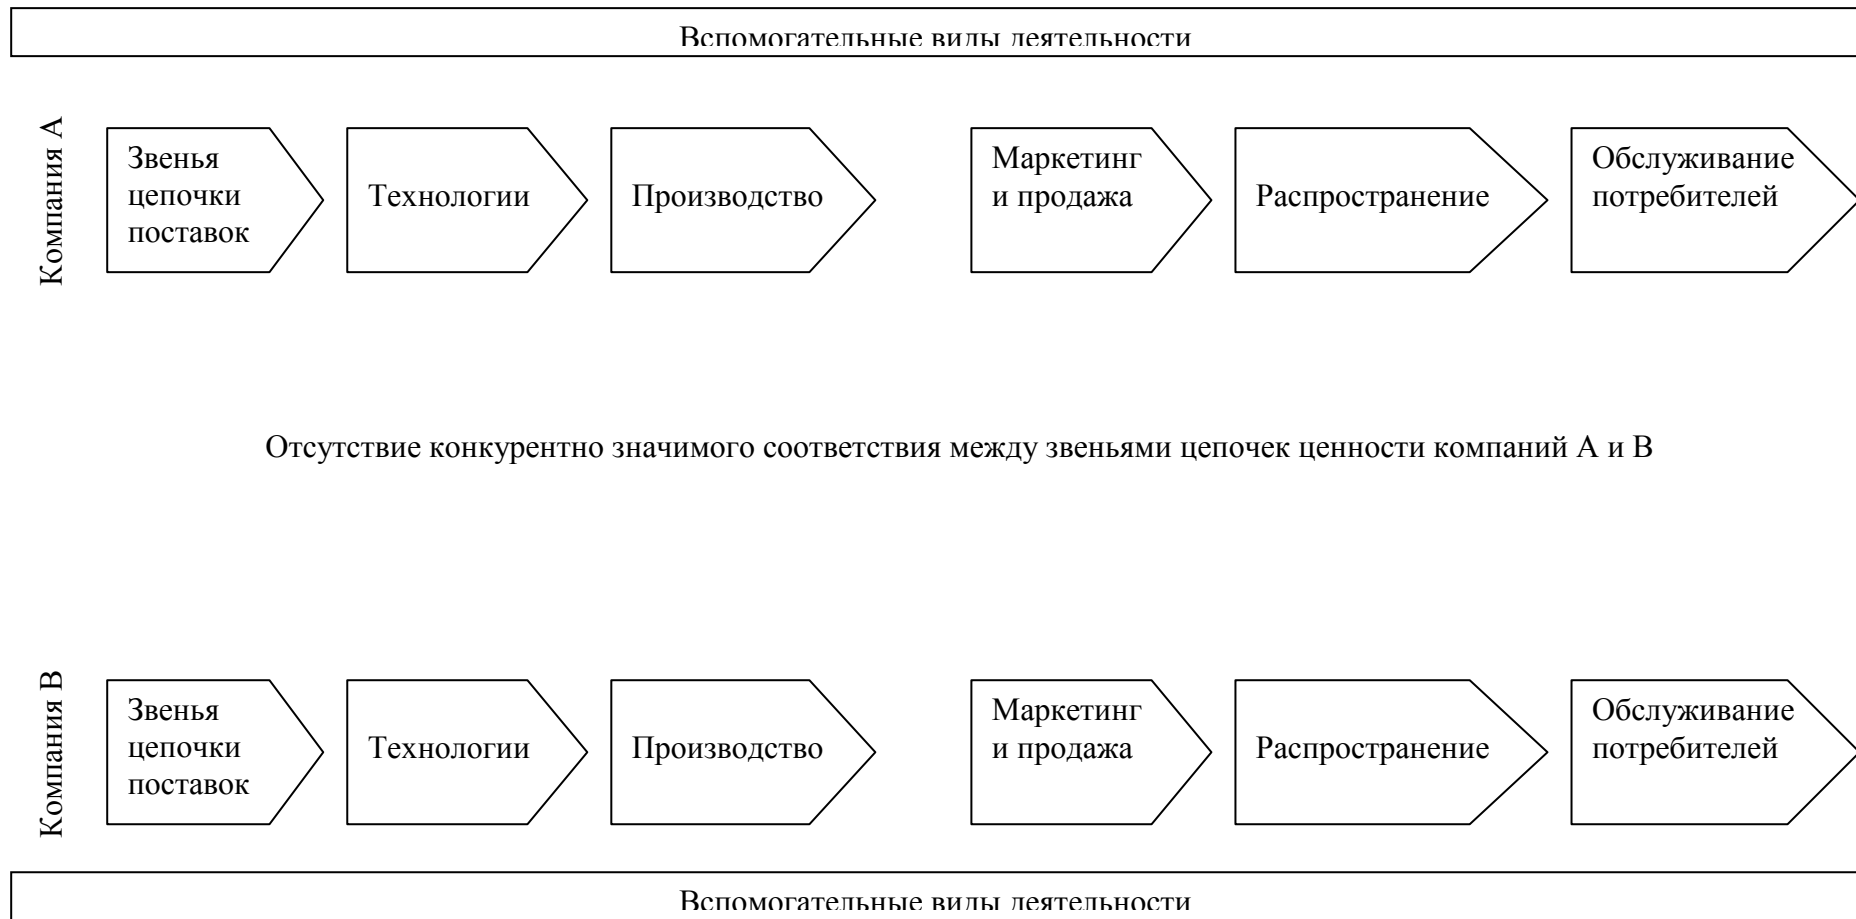 Вспомогательные виды деятельности
Компания А
Звенья
цепочки
поставок
Технологии
Производство
Маркетинг
и продажа
Распространение
Обслуживание
потребителей
Отсутствие конкурентно значимого соответствия между звеньями цепочек ценности компаний А и В
Компания В
Звенья
цепочки
поставок
Технологии
Производство
Маркетинг
и продажа
Распространение
Обслуживание
потребителей
Вспомогательные виды деятельности